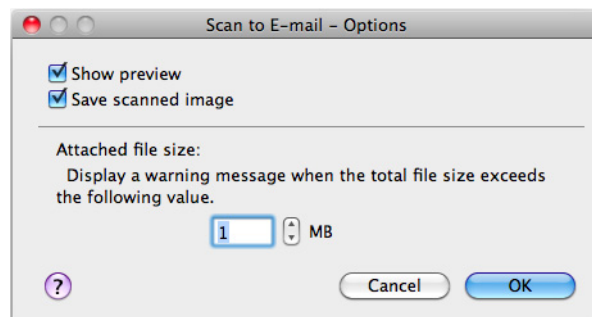 Scan to E-mail – Options
Show preview
Save scanned image
Attached file size:
Display a warning message when the total file size exceeds
the following value.
1 MB
? Cancel OK